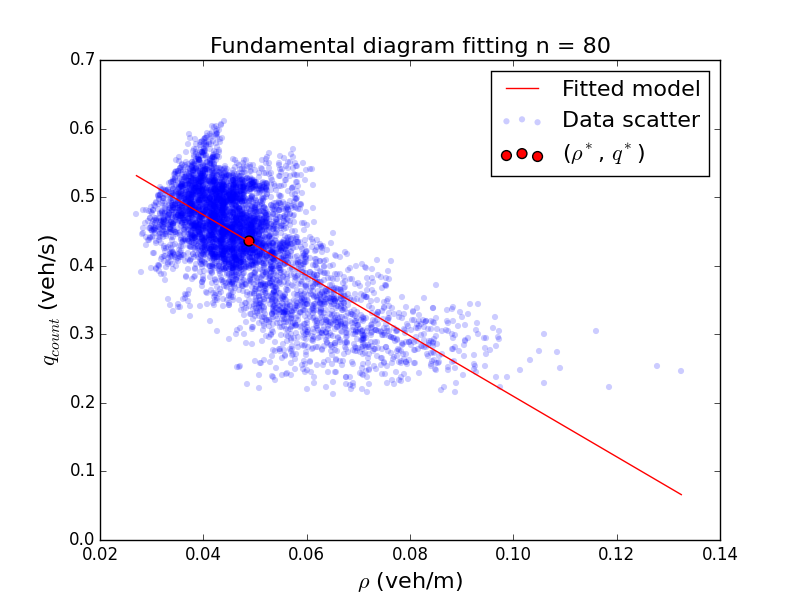 Fundamental diagram fitting n = 80
Fitted model
Data scatter
(ρ*, q*)
0.7
0.6
0.5
0.4
0.3
0.2
0.1
0.0
q_count (veh/s)
0.02 0.04 0.06 0.08 0.10 0.12 0.14
ρ (veh/m)